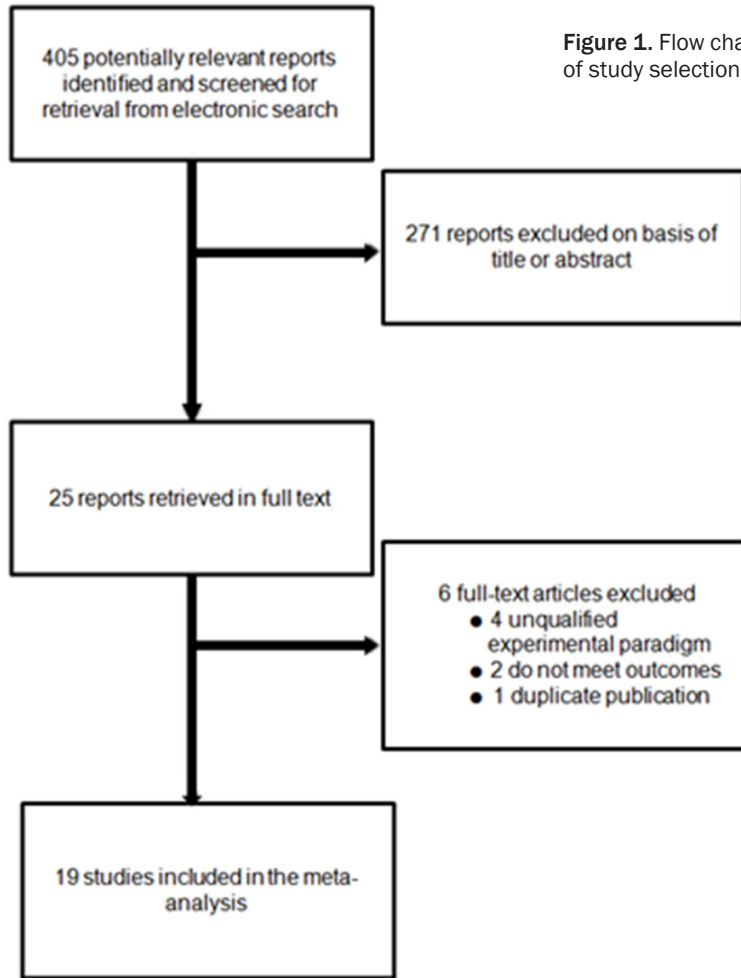 405 potentially relevant reports
identified and screened for
retrieval from electronic search
Figure 1. Flow cha
of study selection
271 reports excluded on basis of
title or abstract
25 reports retrieved in full text
6 full-text articles excluded
● 4 unqualified
experimental paradigm
● 2 do not meet outcomes
● 1 duplicate publication
19 studies included in the meta-
analysis